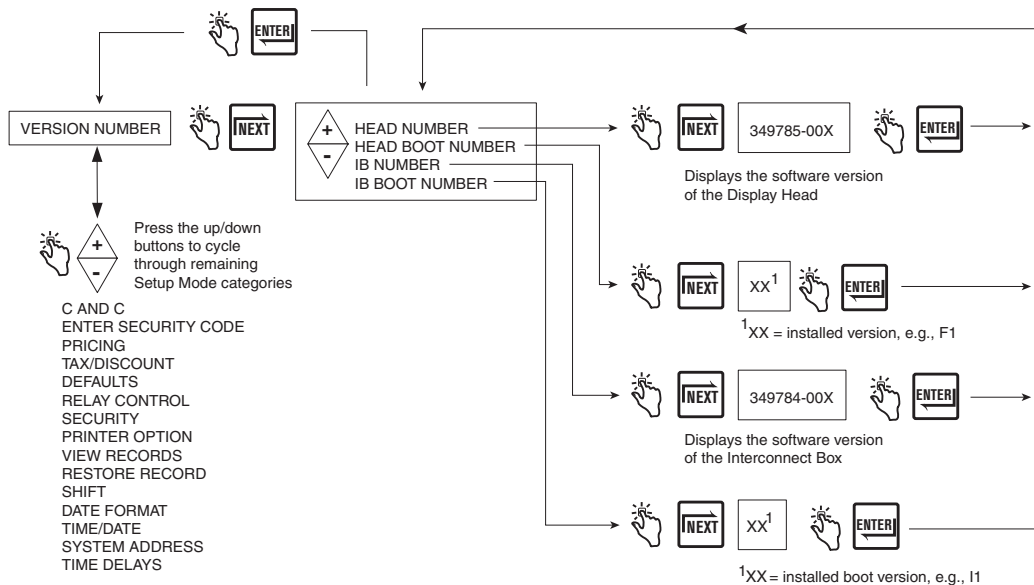 ENTER
VERSION NUMBER
NEXT
+
-
HEAD NUMBER
HEAD BOOT NUMBER
IB NUMBER
IB BOOT NUMBER
NEXT
349785-00X
ENTER
Displays the software version
of the Display Head
+
-
Press the up/down
buttons to cycle
through remaining
Setup Mode categories
C AND C
ENTER SECURITY CODE
PRICING
TAX/DISCOUNT
DEFAULTS
RELAY CONTROL
SECURITY
PRINTER OPTION
VIEW RECORDS
RESTORE RECORD
SHIFT
DATE FORMAT
TIME/DATE
SYSTEM ADDRESS
TIME DELAYS
NEXT
XX¹
ENTER
¹XX = installed version, e.g., F1
NEXT
349784-00X
ENTER
Displays the software version
of the Interconnect Box
NEXT
XX¹
ENTER
¹XX = installed boot version, e.g., I1